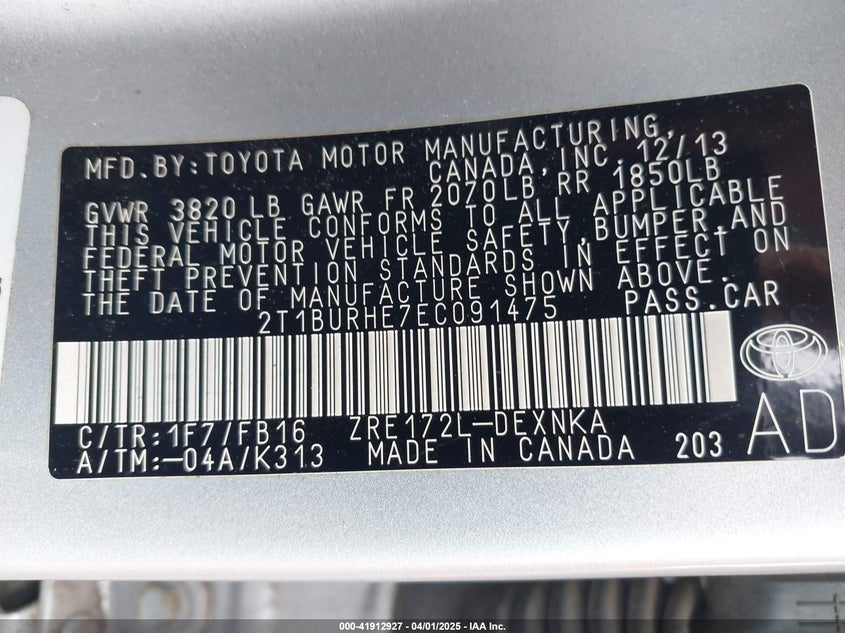 MFD.BY:TOYOTA MOTOR MANUFACTURING,
CANADA,INC. 12/13
GVWR 3820LB GAWR FR 2070LB RR 1850LB
THIS VEHICLE CONFORMS TO ALL APPLICABLE
FEDERAL MOTOR VEHICLE SAFETY,BUMPER,AND
THEFT PREVENTION STANDARDS IN EFFECT ON
THE DATE OF MANUFACTURE SHOWN ABOVE.
2T1BURHE7EC091475 PASS.CAR
C/TR:1F7/FB16 ZRE172L-DEXNKA
A/TM:-04A/K313 MADE IN CANADA 203
AD
000-41912927 - 04/01/2025 - IAA Inc.